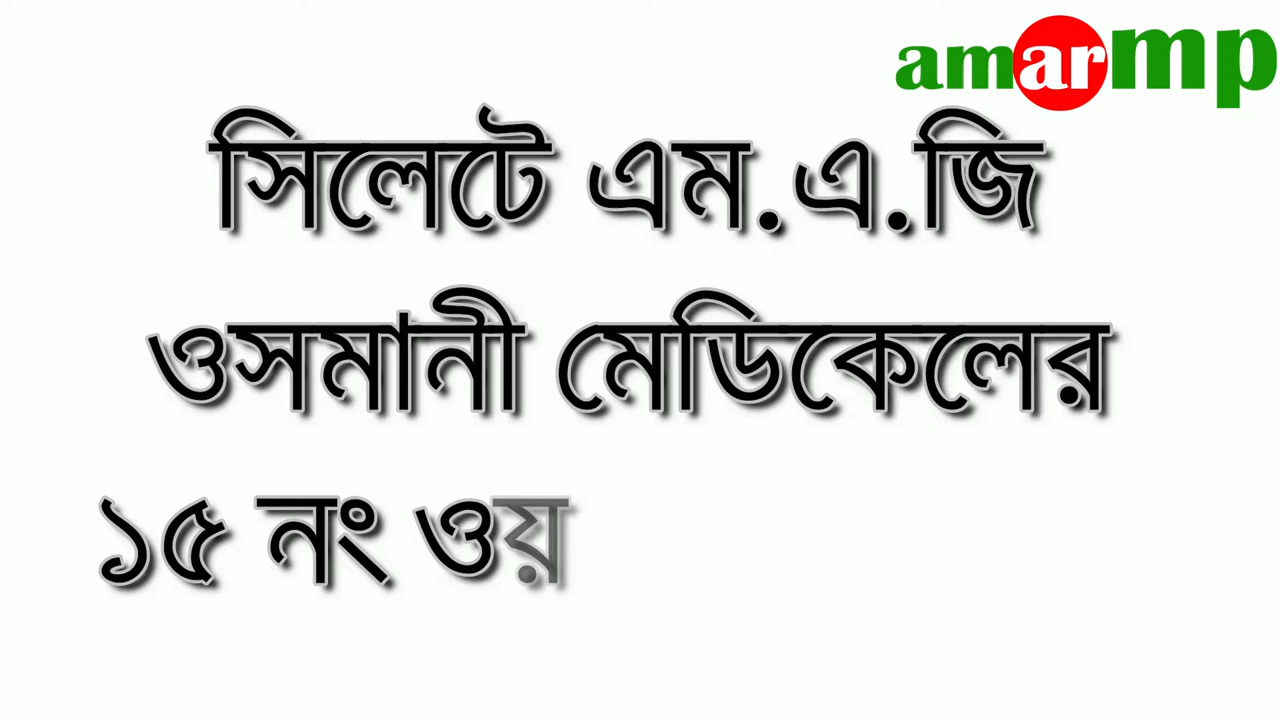 amarmp
সিলেটে এম.এ.জি
ওসমানী মেডিকেলের
১৫ নং ওয়